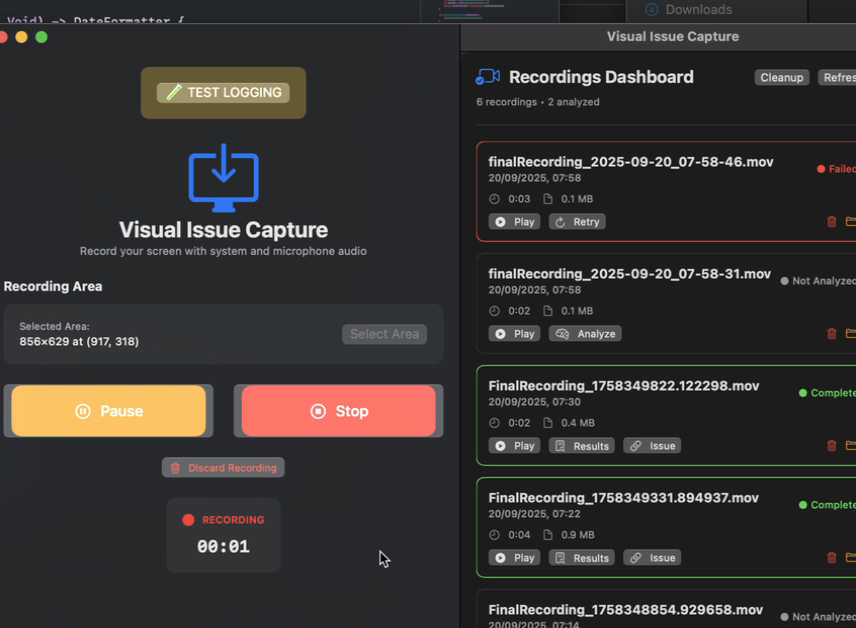 Void) -> DateFormatter {
Downloads
TEST LOGGING
Visual Issue Capture
Record your screen with system and microphone audio
Recording Area
Selected Area:
856×629 at (917, 318)
Select Area
Pause
Stop
Discard Recording
RECORDING
00:01
Visual Issue Capture
Recordings Dashboard
Cleanup
Refres
6 recordings • 2 analyzed
finalRecording_2025-09-20_07-58-46.mov
20/09/2025, 07:58
Failed
0:03
0.1 MB
Play
Retry
finalRecording_2025-09-20_07-58-31.mov
20/09/2025, 07:58
Not Analyzed
0:02
0.1 MB
Play
Analyze
FinalRecording_1758349822.122298.mov
20/09/2025, 07:30
Complete
0:02
0.4 MB
Play
Results
Issue
FinalRecording_1758349331.894937.mov
20/09/2025, 07:22
Complete
0:04
0.9 MB
Play
Results
Issue
FinalRecording_1758348854.929658.mov
20/09/2025, 07:14
Not Analyzed